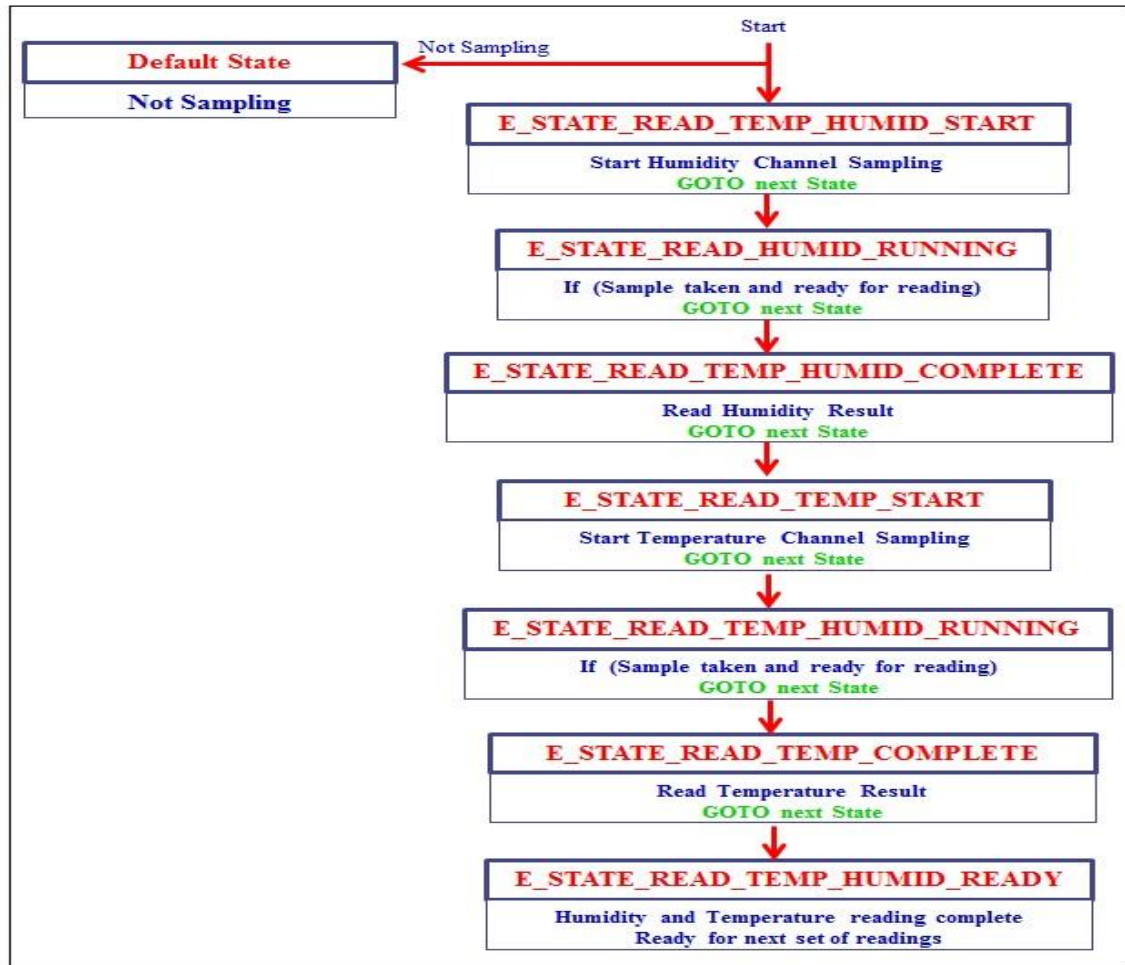 Start
Not Sampling
Default State
Not Sampling
E_STATE_READ_TEMP_HUMID_START
Start Humidity Channel Sampling
GOTO next State
E_STATE_READ_HUMID_RUNNING
If (Sample taken and ready for reading)
GOTO next State
E_STATE_READ_TEMP_HUMID_COMPLETE
Read Humidity Result
GOTO next State
E_STATE_READ_TEMP_START
Start Temperature Channel Sampling
GOTO next State
E_STATE_READ_TEMP_HUMID_RUNNING
If (Sample taken and ready for reading)
GOTO next State
E_STATE_READ_TEMP_COMPLETE
Read Temperature Result
GOTO next State
E_STATE_READ_TEMP_HUMID_READY
Humidity and Temperature reading complete
Ready for next set of readings